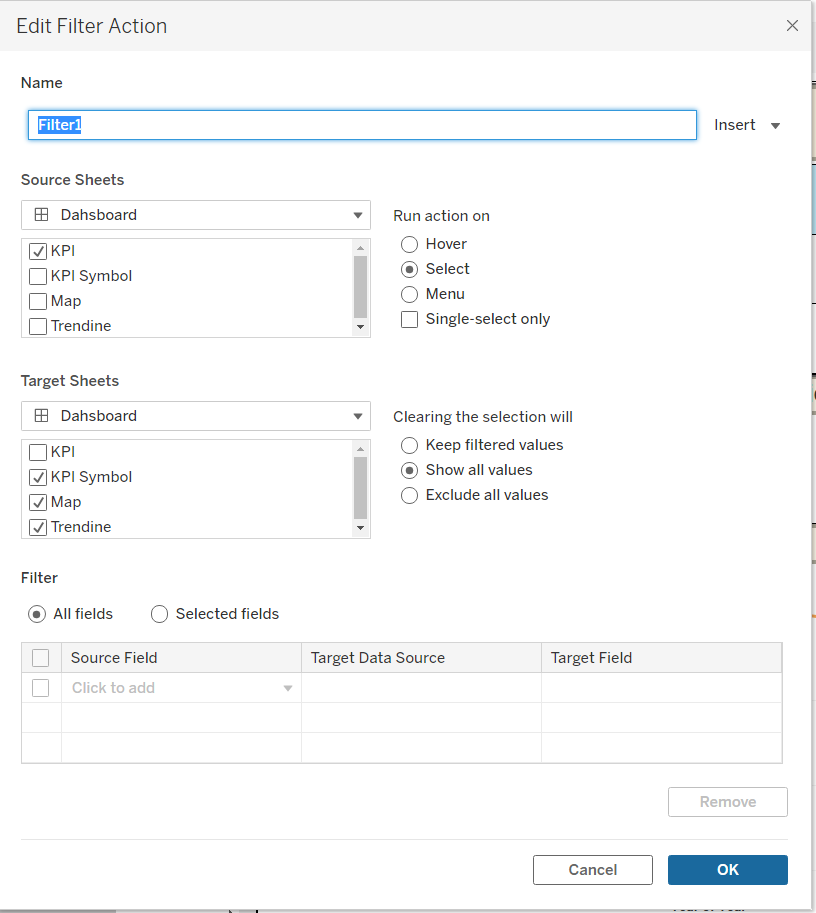 Edit Filter Action
Name
Filter1
Insert
Source Sheets
Dahsboard
KPI
KPI Symbol
Map
Trendine
Run action on
Hover
Select
Menu
Single-select only
Target Sheets
Dahsboard
KPI
KPI Symbol
Map
Trendine
Clearing the selection will
Keep filtered values
Show all values
Exclude all values
Filter
All fields Selected fields
Source Field Target Data Source Target Field
Click to add
Remove
Cancel OK